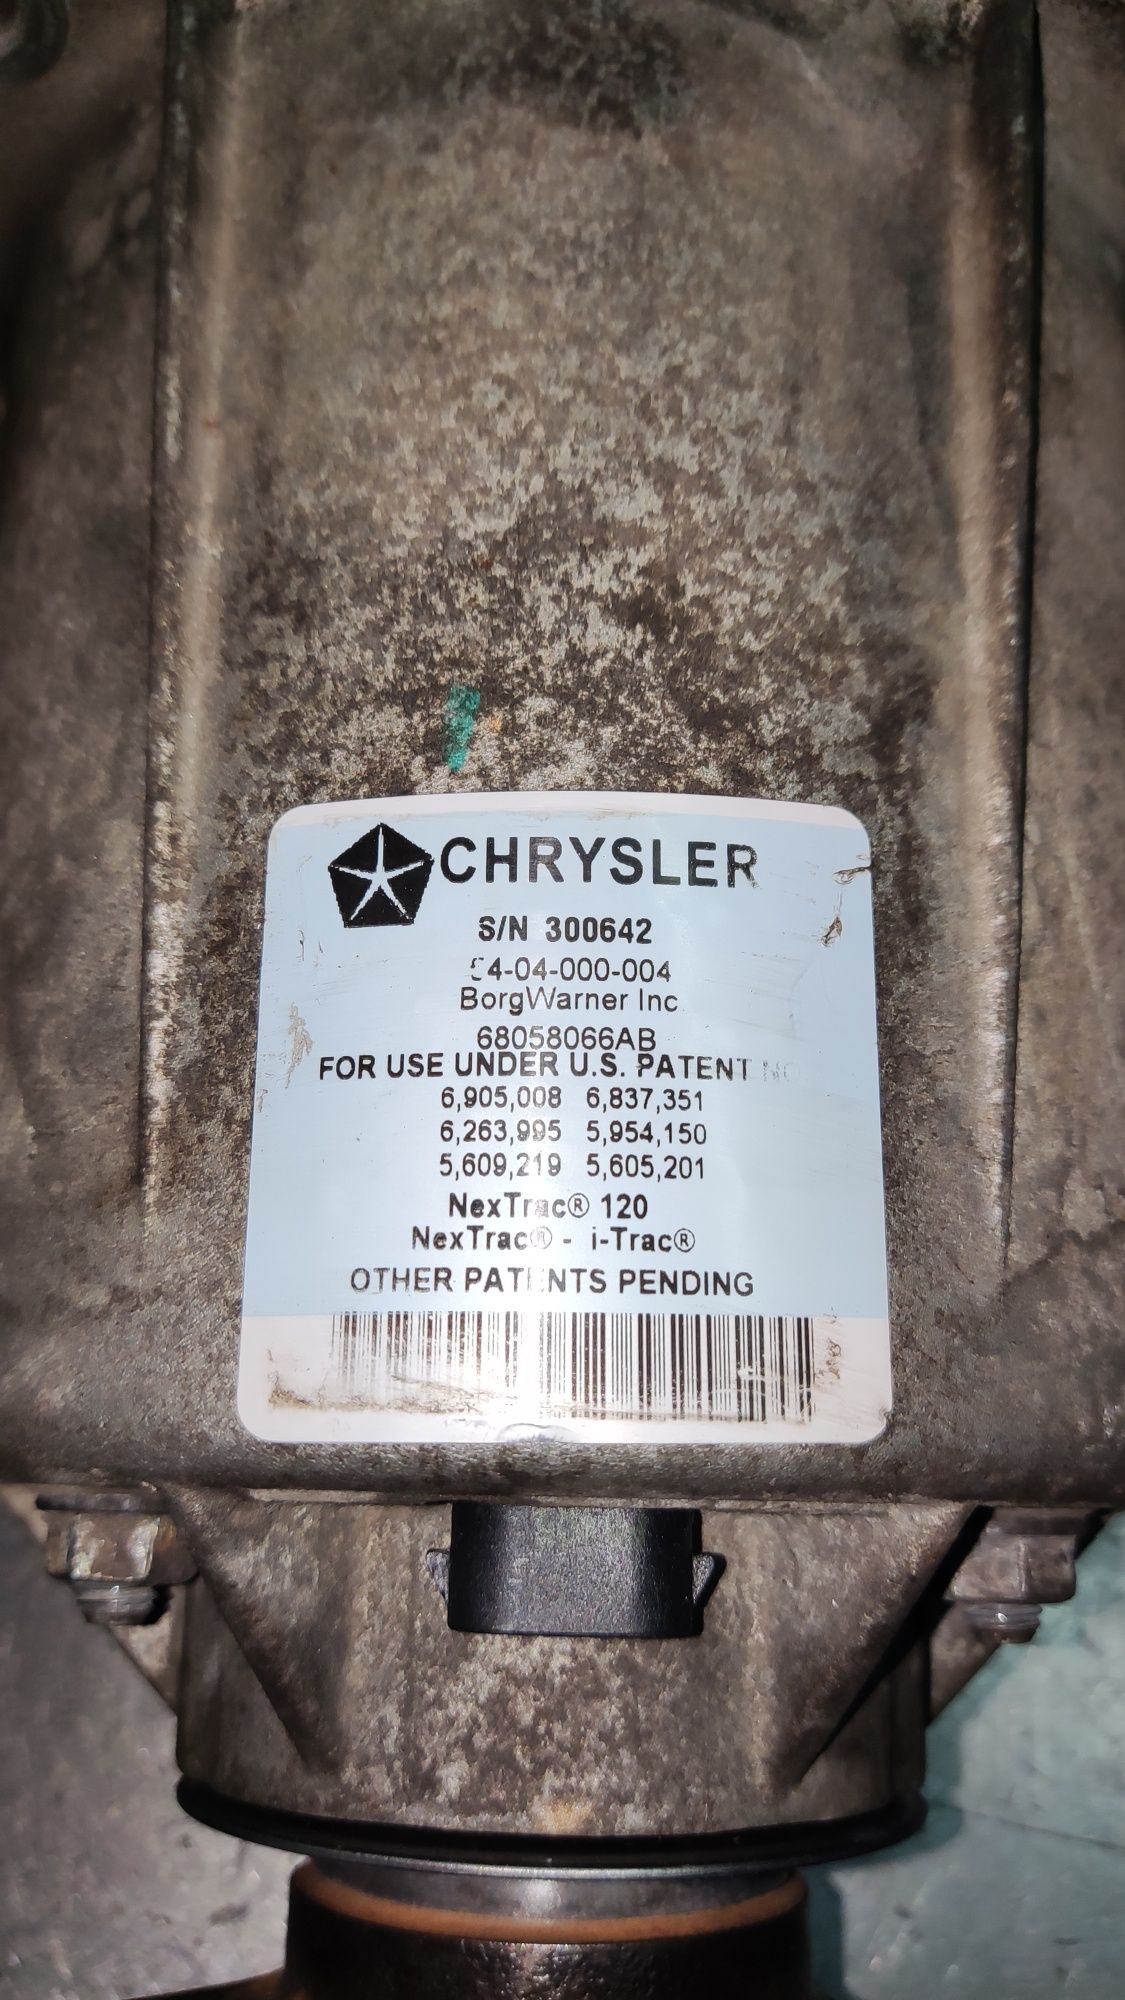 CHRYSLER
S/N 300642
4-04-000-004
BorgWarner Inc
68058066AB
FOR USE UNDER U.S. PATENT
6,905,008 6,837,351
6,263,995 5,954,150
5,609,219 5,605,201
NexTrac® 120
NexTrac® - i-Trac®
OTHER PATENTS PENDING